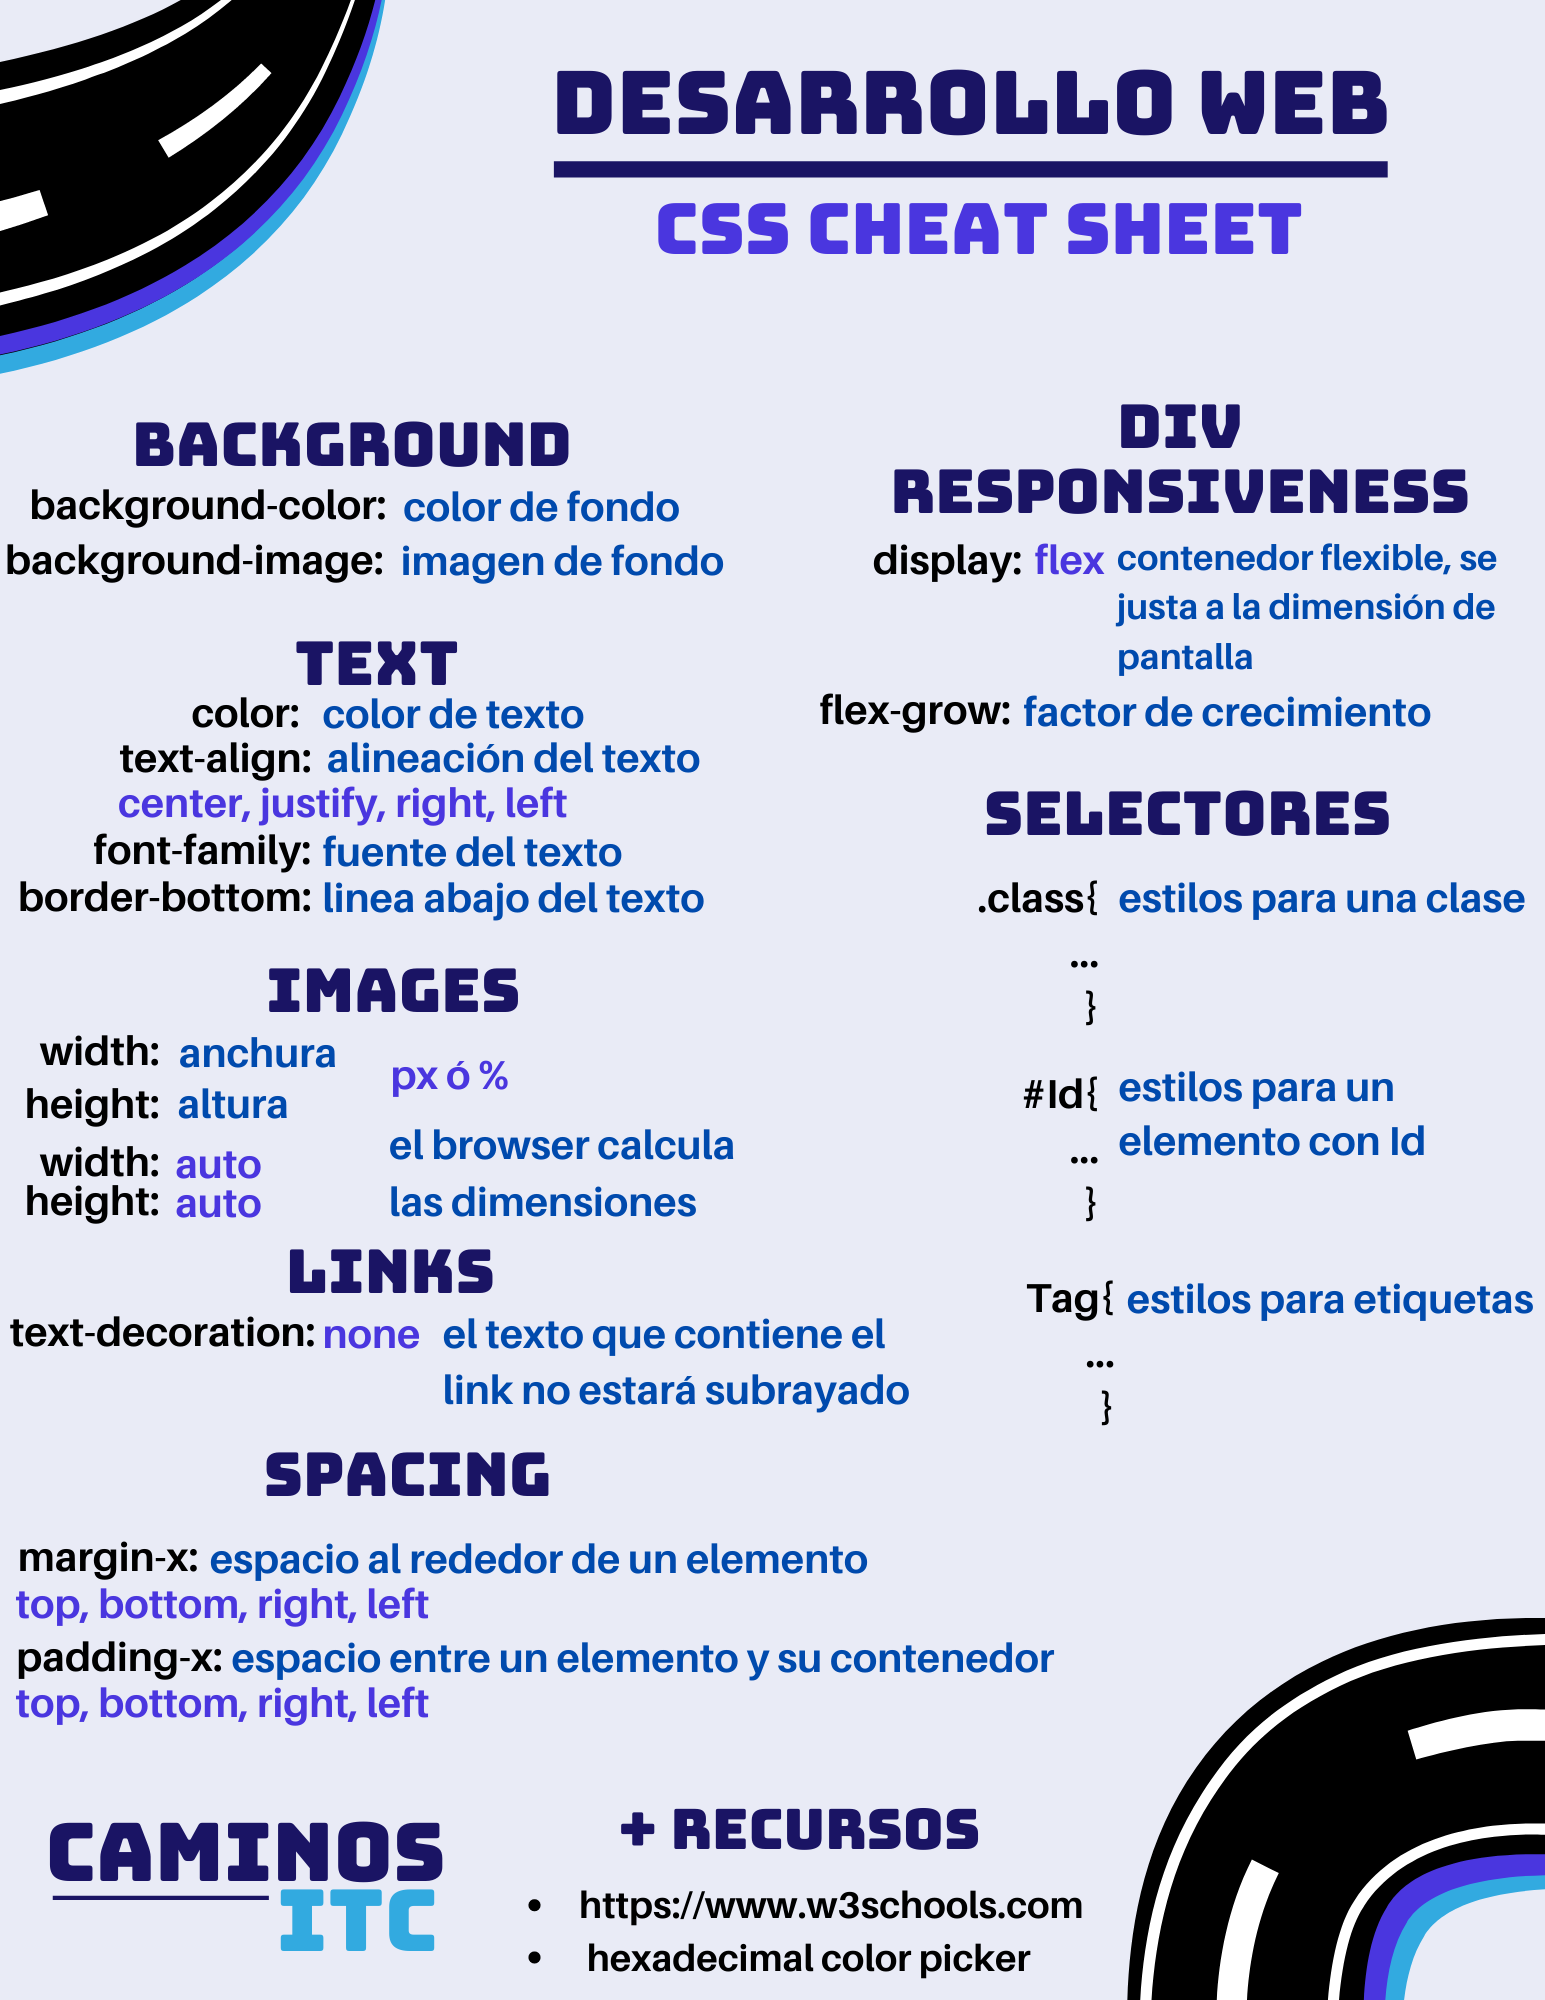 DESARROLLO WEB
CSS CHEAT SHEET
BACKGROUND
background-color: color de fondo
background-image: imagen de fondo
TEXT
color: color de texto
text-align: alineación del texto
center, justify, right, left
font-family: fuente del texto
border-bottom: linea abajo del texto
IMAGES
width: anchura
height: altura
px ó %
width: auto
height: auto
el browser calcula
las dimensiones
LINKS
text-decoration: none el texto que contiene el
link no estará subrayado
SPACING
margin-x: espacio al rededor de un elemento
top, bottom, right, left
padding-x: espacio entre un elemento y su contenedor
top, bottom, right, left
DIV
RESPONSIVENESS
display: flex contenedor flexible, se
justa a la dimensión de
pantalla
flex-grow: factor de crecimiento
SELECTORES
.class{ estilos para una clase
...
}
#Id{ estilos para un
... elemento con Id
}
Tag{ estilos para etiquetas
...
}
CAMINOS
ITC
+ RECURSOS
• https://www.w3schools.com
• hexadecimal color picker